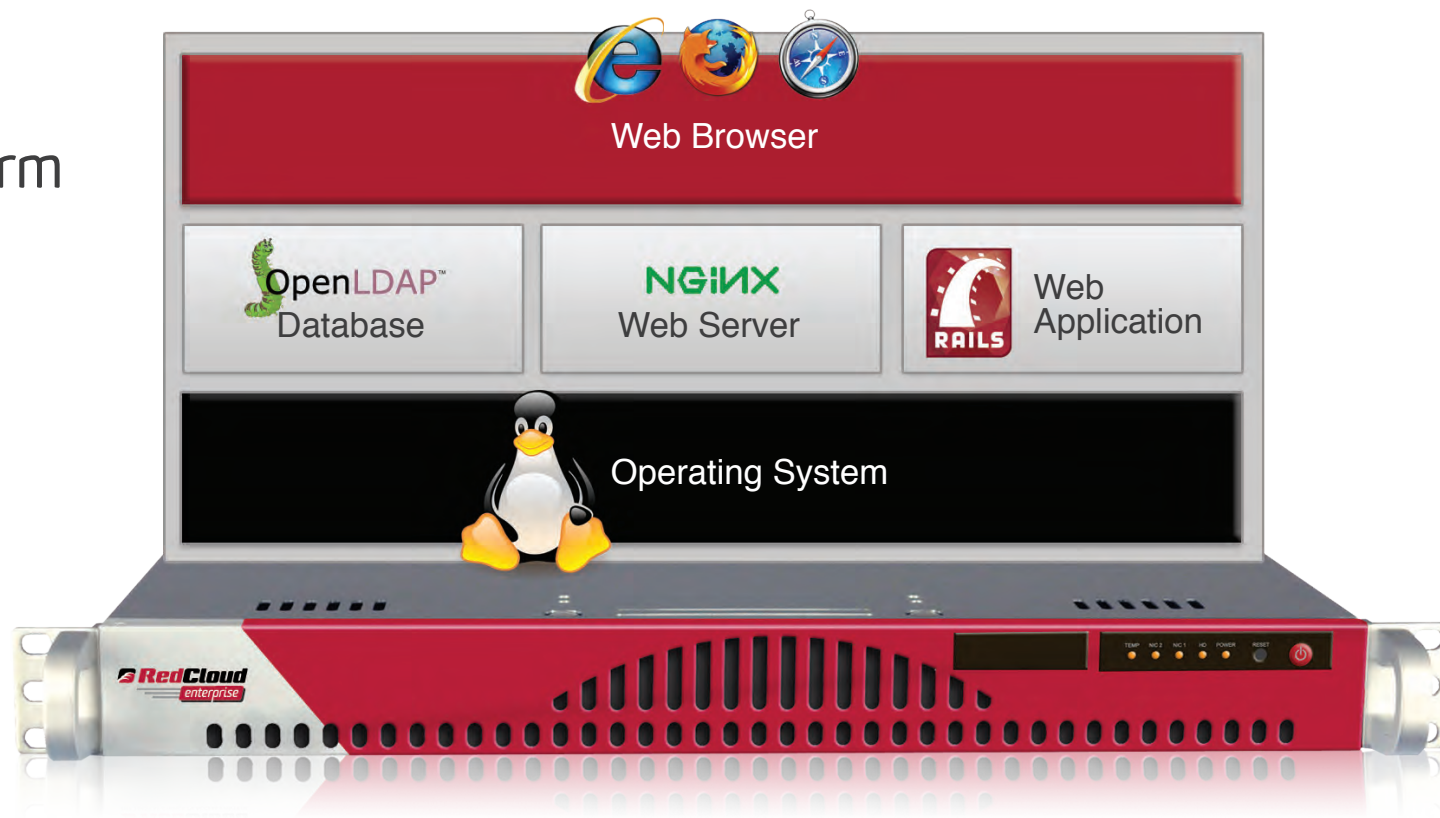 rm
Web Browser
OpenLDAP™
Database
NGiNX
Web Server
RAILS
Web
Application
Operating System
RedCloud
enterprise
TEMP NIC 2 NIC 1 HD POWER RESET